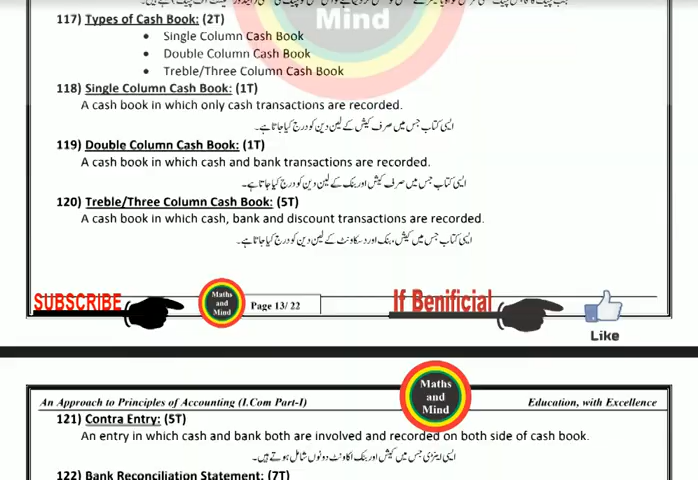 Mind
117) Types of Cash Book: (2T)
• Single Column Cash Book
• Double Column Cash Book
• Treble/Three Column Cash Book
118) Single Column Cash Book: (1T)
A cash book in which only cash transactions are recorded.
ایسی کتاب جس میں صرف کیش کے لین دین کو درج کیا جاتا ہے۔
119) Double Column Cash Book: (1T)
A cash book in which cash and bank transactions are recorded.
ایسی کتاب جس میں صرف کیش اور بنک کے لین دین کو درج کیا جاتا ہے۔
120) Treble/Three Column Cash Book: (5T)
A cash book in which cash, bank and discount transactions are recorded.
ایسی کتاب جس میں کیش، بنک اور ڈسکاونٹ کے لین دین کو درج کیا جاتا ہے۔
SUBSCRIBE
Maths
and
Mind
Page 13/ 22
If Benificial
Like
An Approach to Principles of Accounting (I.Com Part-I)
Maths
and
Mind
Education, with Excellence
121) Contra Entry: (5T)
An entry in which cash and bank both are involved and recorded on both side of cash book.
ایسی اینٹری جس میں کیش اور بنک اکاونٹ دونوں شامل ہوتے ہیں۔
122) Bank Reconciliation Statement: (7T)